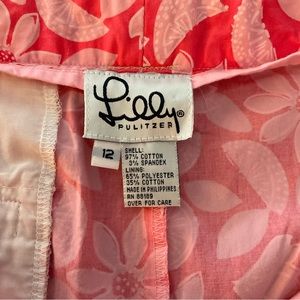 Lilly®
PULITZER
12
SHELL:
97% COTTON
3% SPANDEX
LINING:
65% POLYESTER
35% COTTON
MADE IN PHILIPPINES
RN 88189
OVER FOR CARE